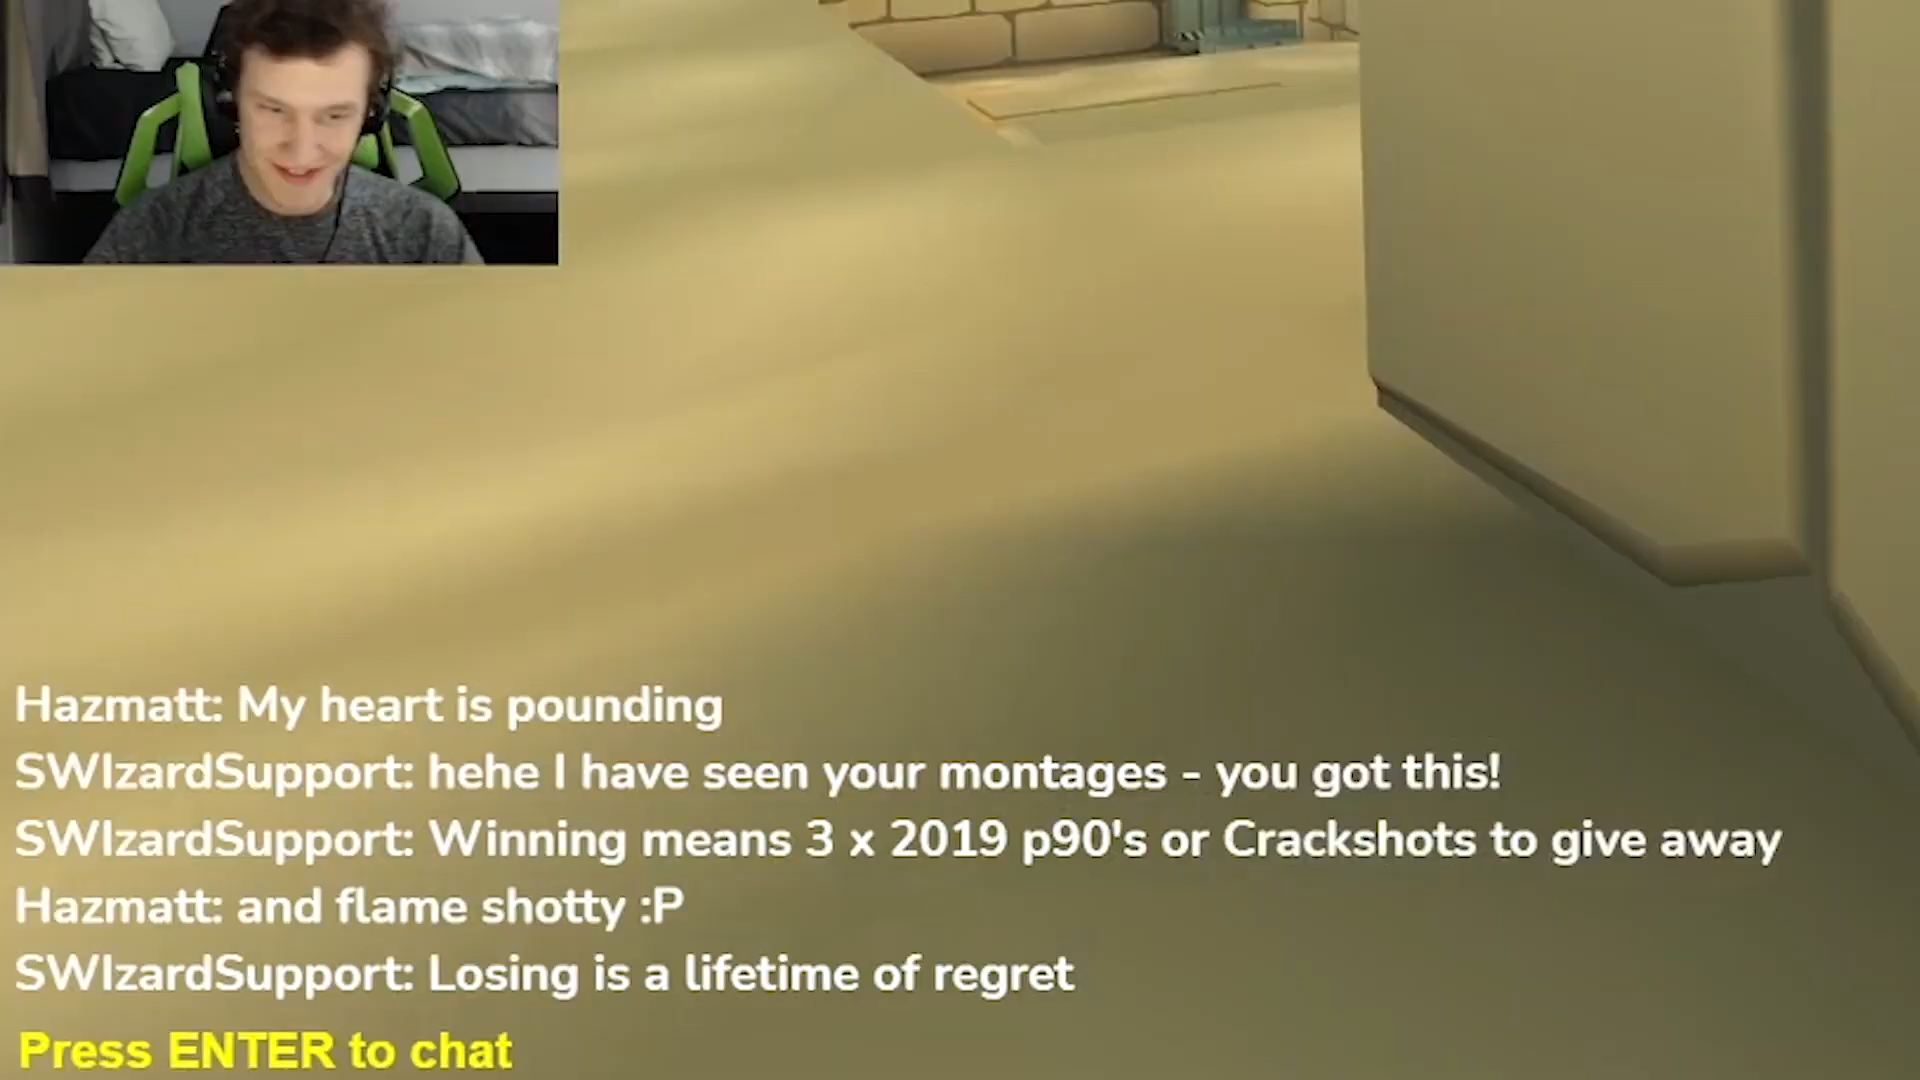 Hazmatt: My heart is pounding
SWIzardSupport: hehe I have seen your montages - you got this!
SWIzardSupport: Winning means 3 x 2019 p90's or Crackshots to give away
Hazmatt: and flame shotty :P
SWIzardSupport: Losing is a lifetime of regret
Press ENTER to chat